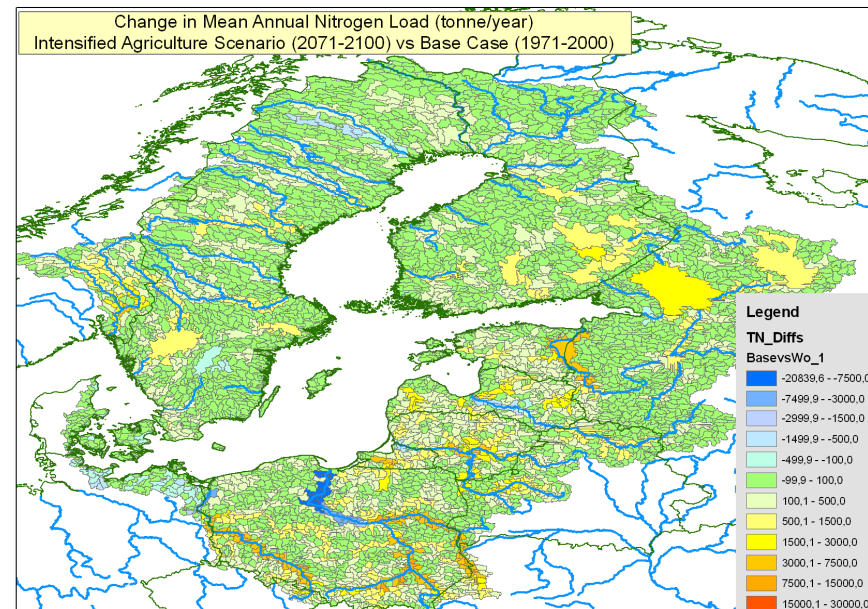 Change in Mean Annual Nitrogen Load (tonne/year)
Intensified Agriculture Scenario (2071-2100) vs Base Case (1971-2000)
Legend
TN_Diffs
BasevsWo_1
-20839,6 - -7500,0
-7499,9 - -3000,0
-2999,9 - -1500,0
-1499,9 - -500,0
-499,9 - -100,0
-99,9 - 100,0
100,1 - 500,0
500,1 - 1500,0
1500,1 - 3000,0
3000,1 - 7500,0
7500,1 - 15000,0
15000,1 - 30000,0